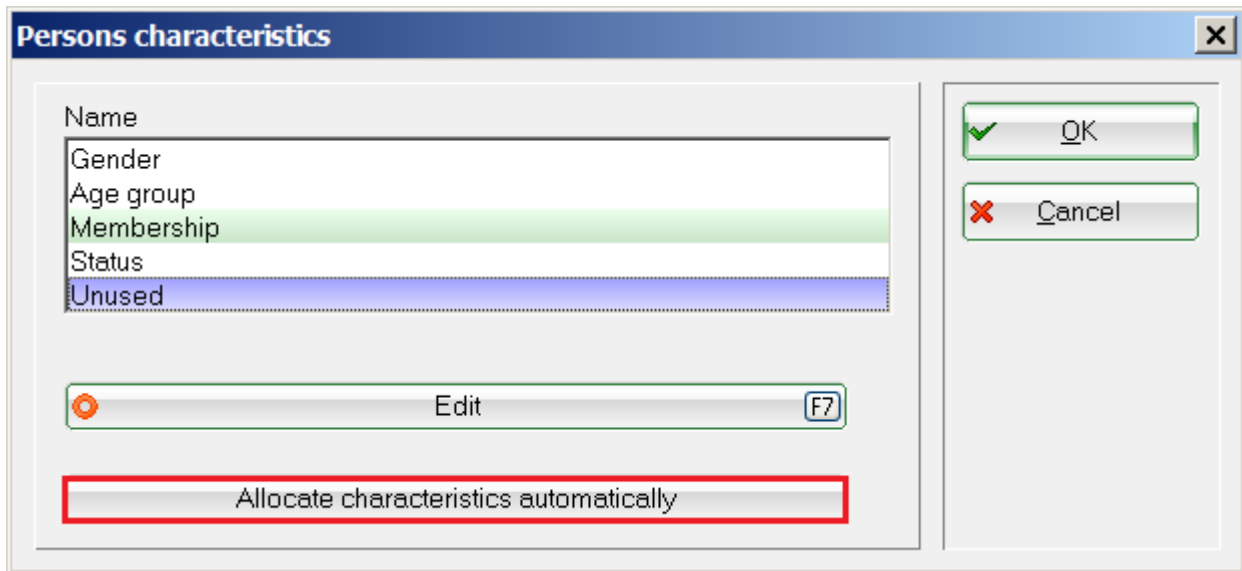 Persons characteristics
Name
Gender
Age group
Membership
Status
Unused
Edit F7
Allocate characteristics automatically
OK
Cancel